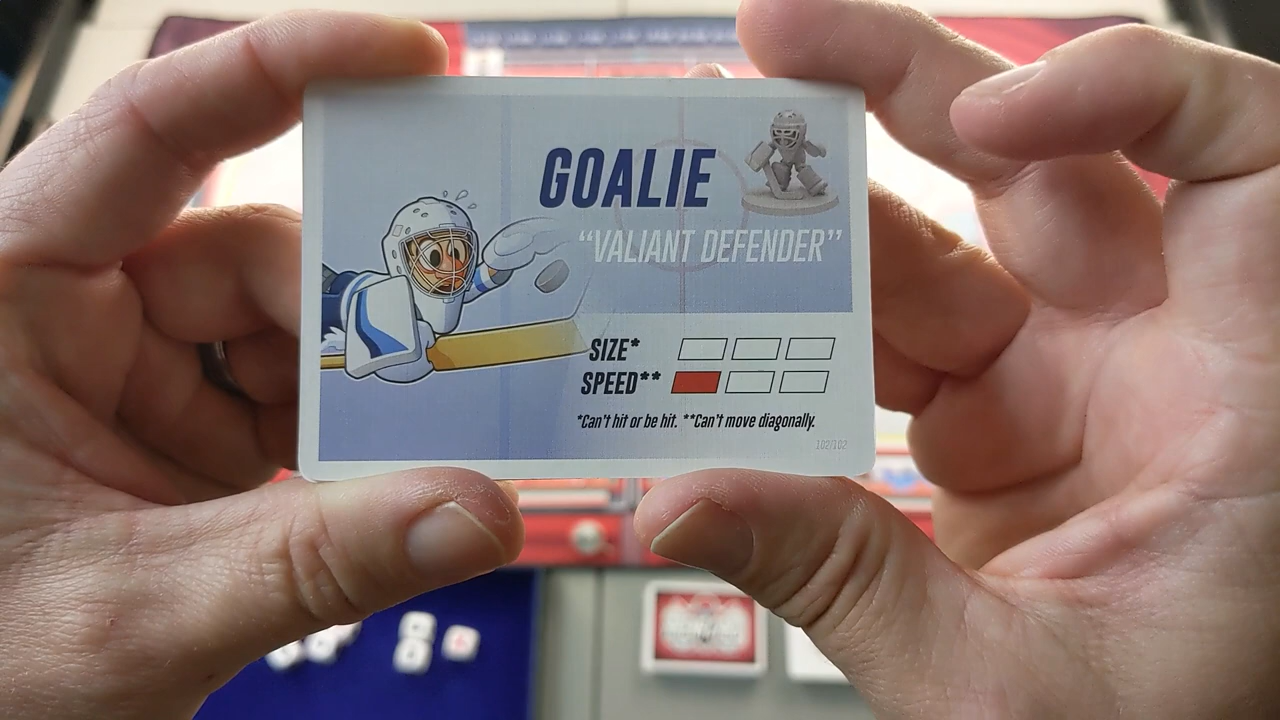 GOALIE
“VALIANT DEFENDER”
SIZE*
SPEED**
*Can't hit or be hit. **Can't move diagonally.
102/102